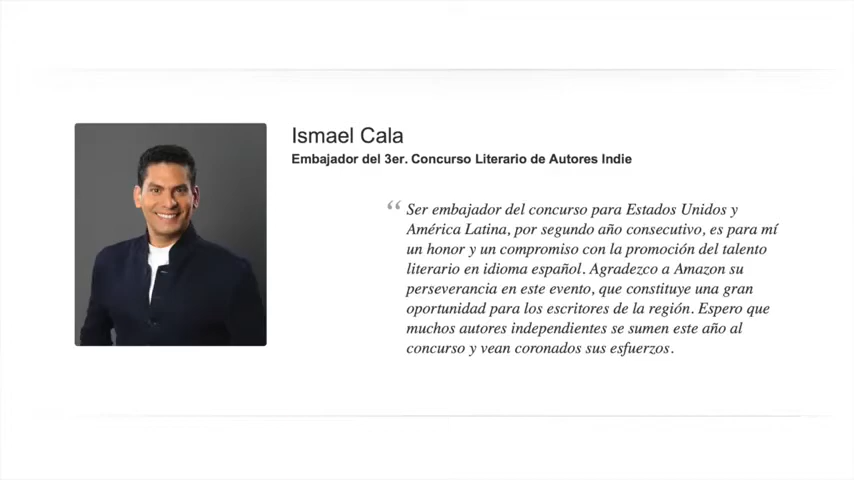 Ismael Cala
Embajador del 3er. Concurso Literario de Autores Indie
“ Ser embajador del concurso para Estados Unidos y
América Latina, por segundo año consecutivo, es para mí
un honor y un compromiso con la promoción del talento
literario en idioma español. Agradezco a Amazon su
perseverancia en este evento, que constituye una gran
oportunidad para los escritores de la región. Espero que
muchos autores independientes se sumen este año al
concurso y vean coronados sus esfuerzos.